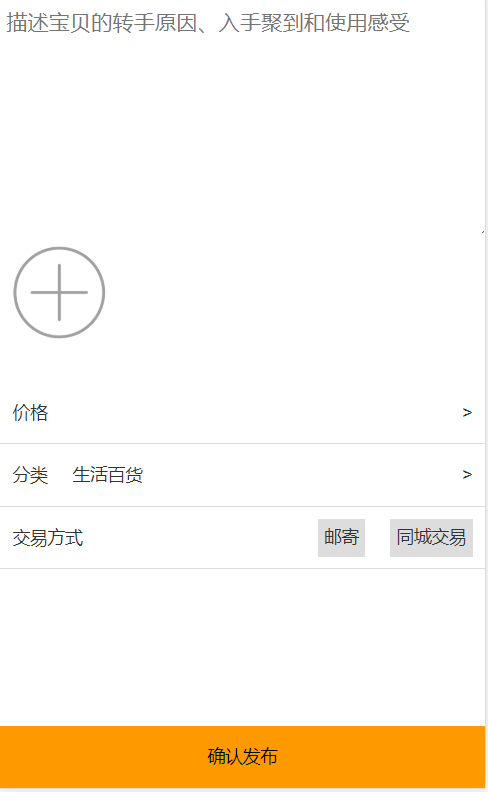 描述宝贝的转手原因、入手聚到和使用感受
价格 >
分类 生活百货 >
交易方式 邮寄 同城交易
确认发布